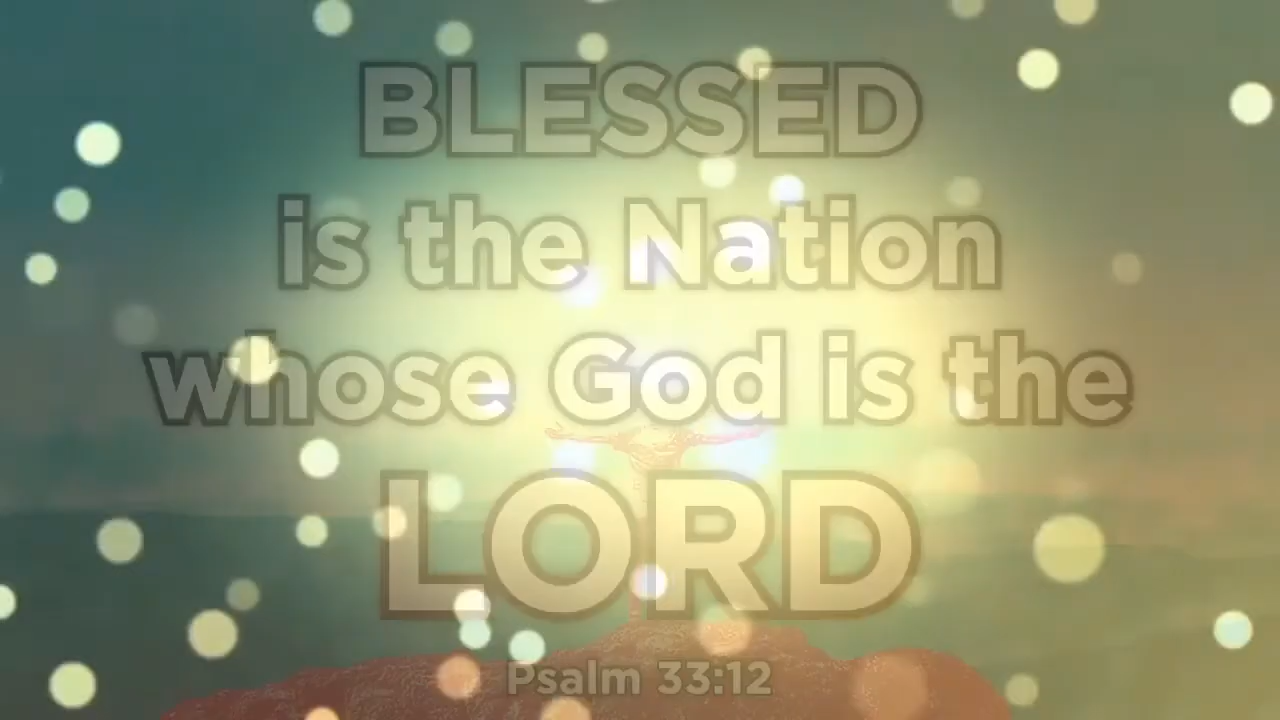 BLESSED
is the Nation
whose God is the
LORD
Psalm 33:12